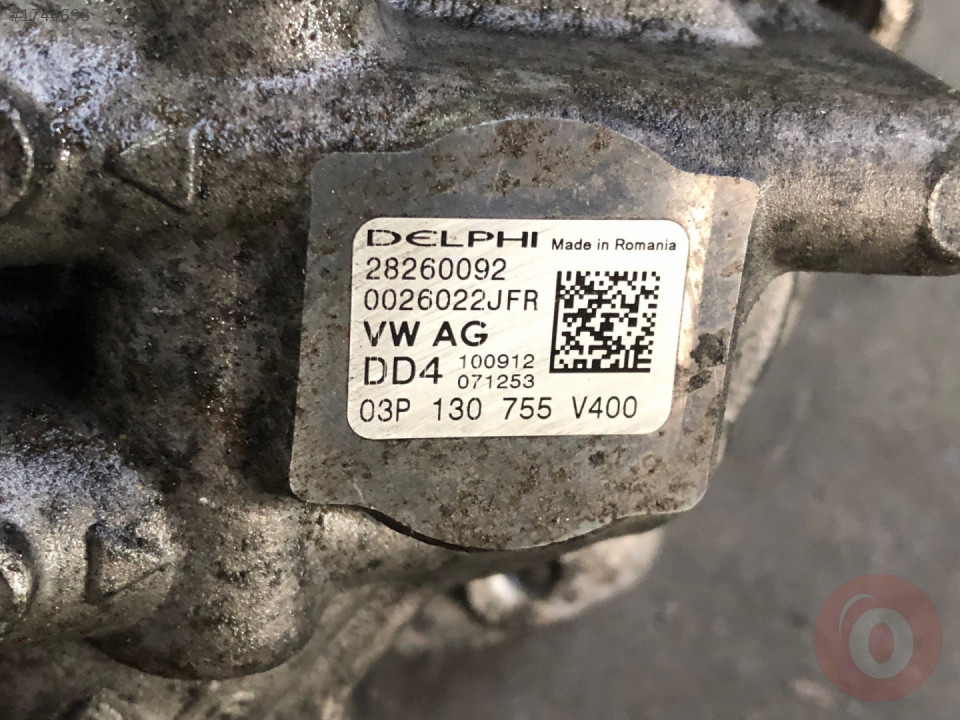 DELPHI Made in Romania
28260092
0026022JFR
VW AG
DD4 100912
071253
03P 130 755 V400